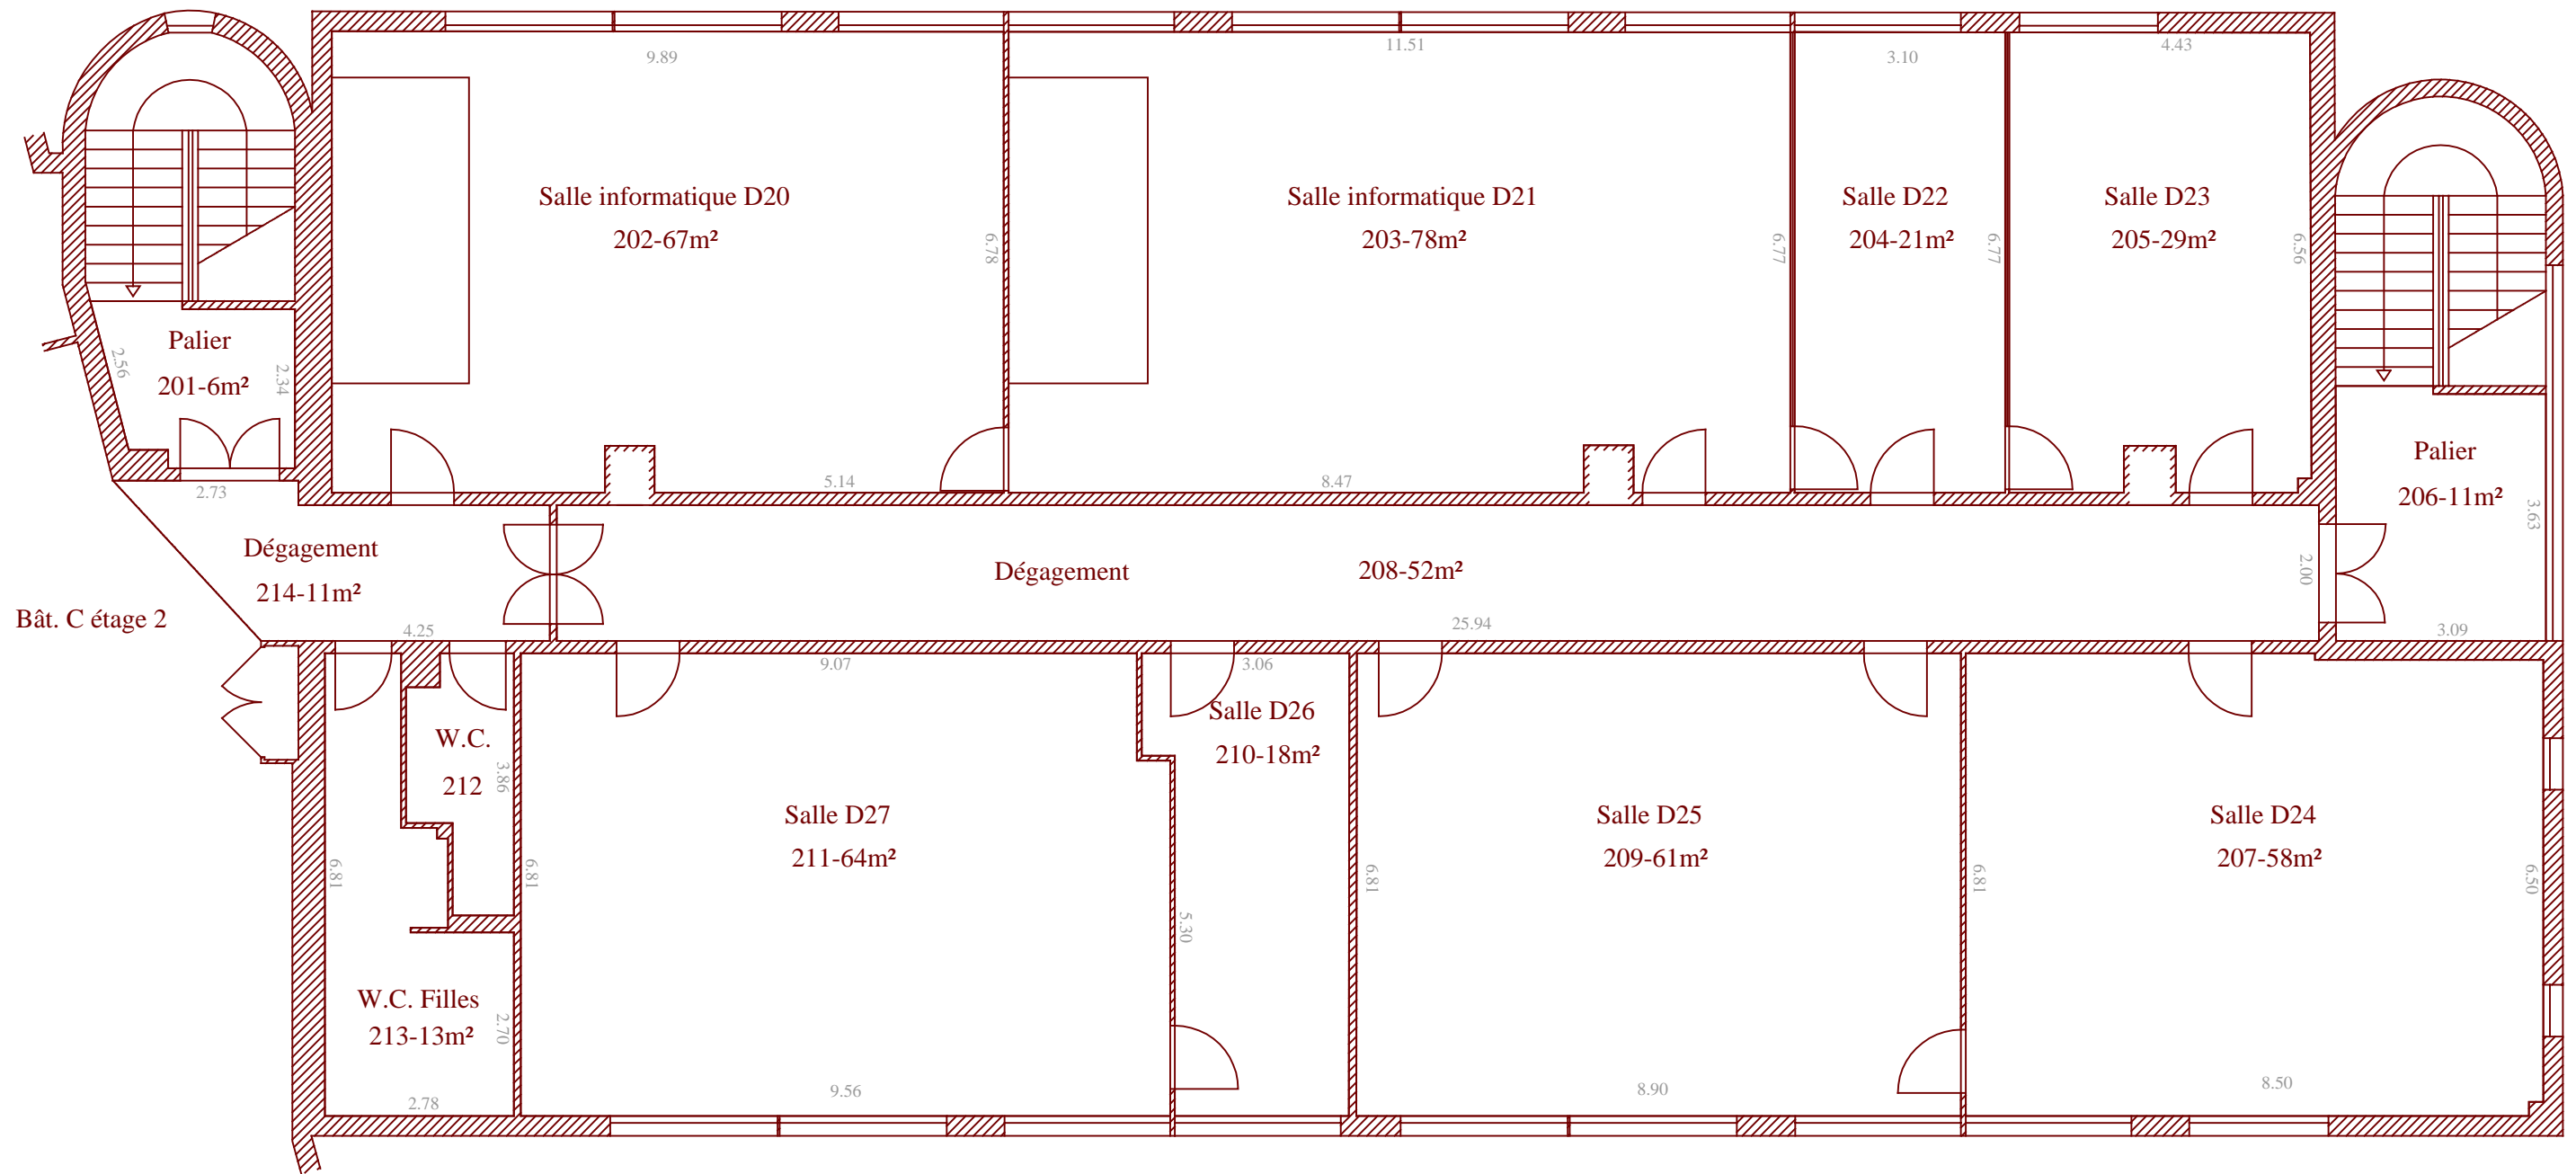 9.89
11.51
3.10
4.43
Salle informatique D20
202-67m²
6.78
Salle informatique D21
203-78m²
6.77
Salle D22
204-21m²
6.77
Salle D23
205-29m²
6.56
Palier
201-6m²
2.56
2.34
2.73
5.14
8.47
Palier
206-11m²
3.63
Dégagement
214-11m²
Dégagement
208-52m²
2.00
Bât. C étage 2
4.25
25.94
3.09
9.07
3.06
W.C.
212
3.86
Salle D26
210-18m²
Salle D27
211-64m²
Salle D25
209-61m²
Salle D24
207-58m²
6.81
6.81
5.30
6.81
6.81
6.50
W.C. Filles
213-13m²
2.70
2.78
9.56
8.90
8.50